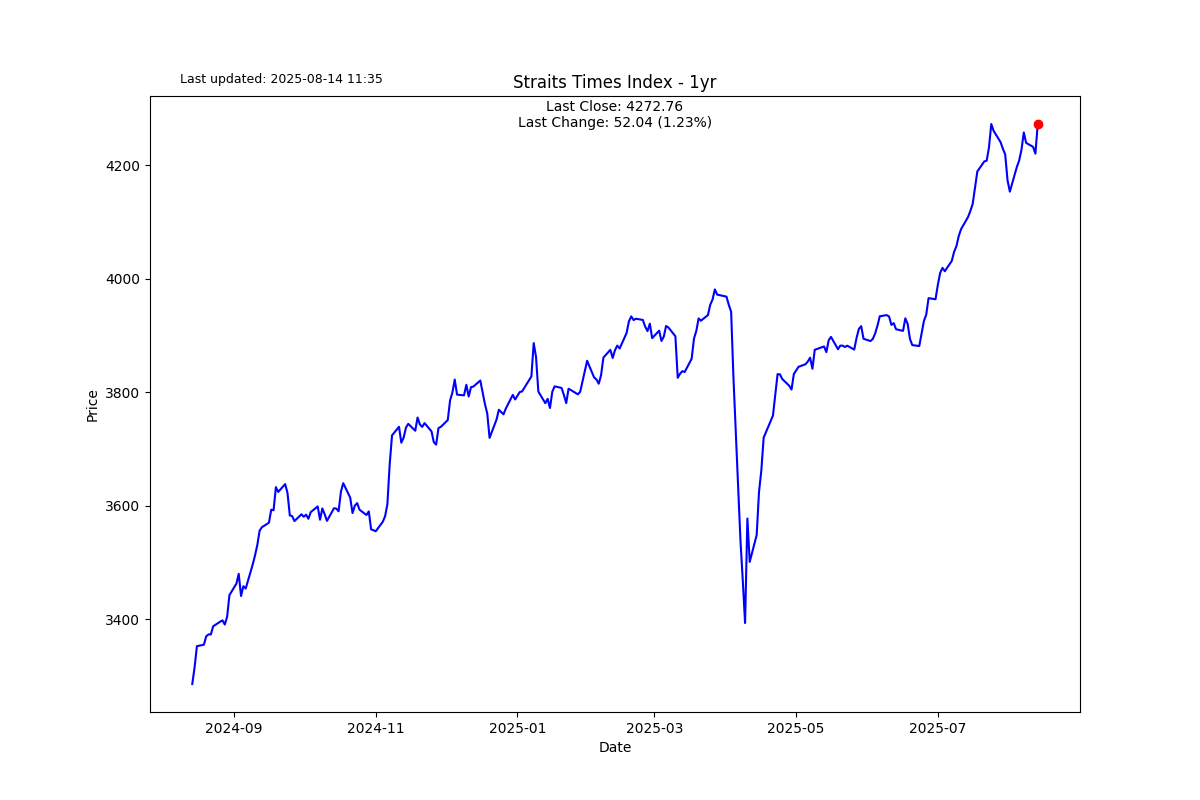 Last updated: 2025-08-14 11:35
Straits Times Index - 1yr
Last Close: 4272.76
Last Change: 52.04 (1.23%)
4200
4000
3800
3600
3400
Price
2024-09
2024-11
2025-01
2025-03
2025-05
2025-07
Date